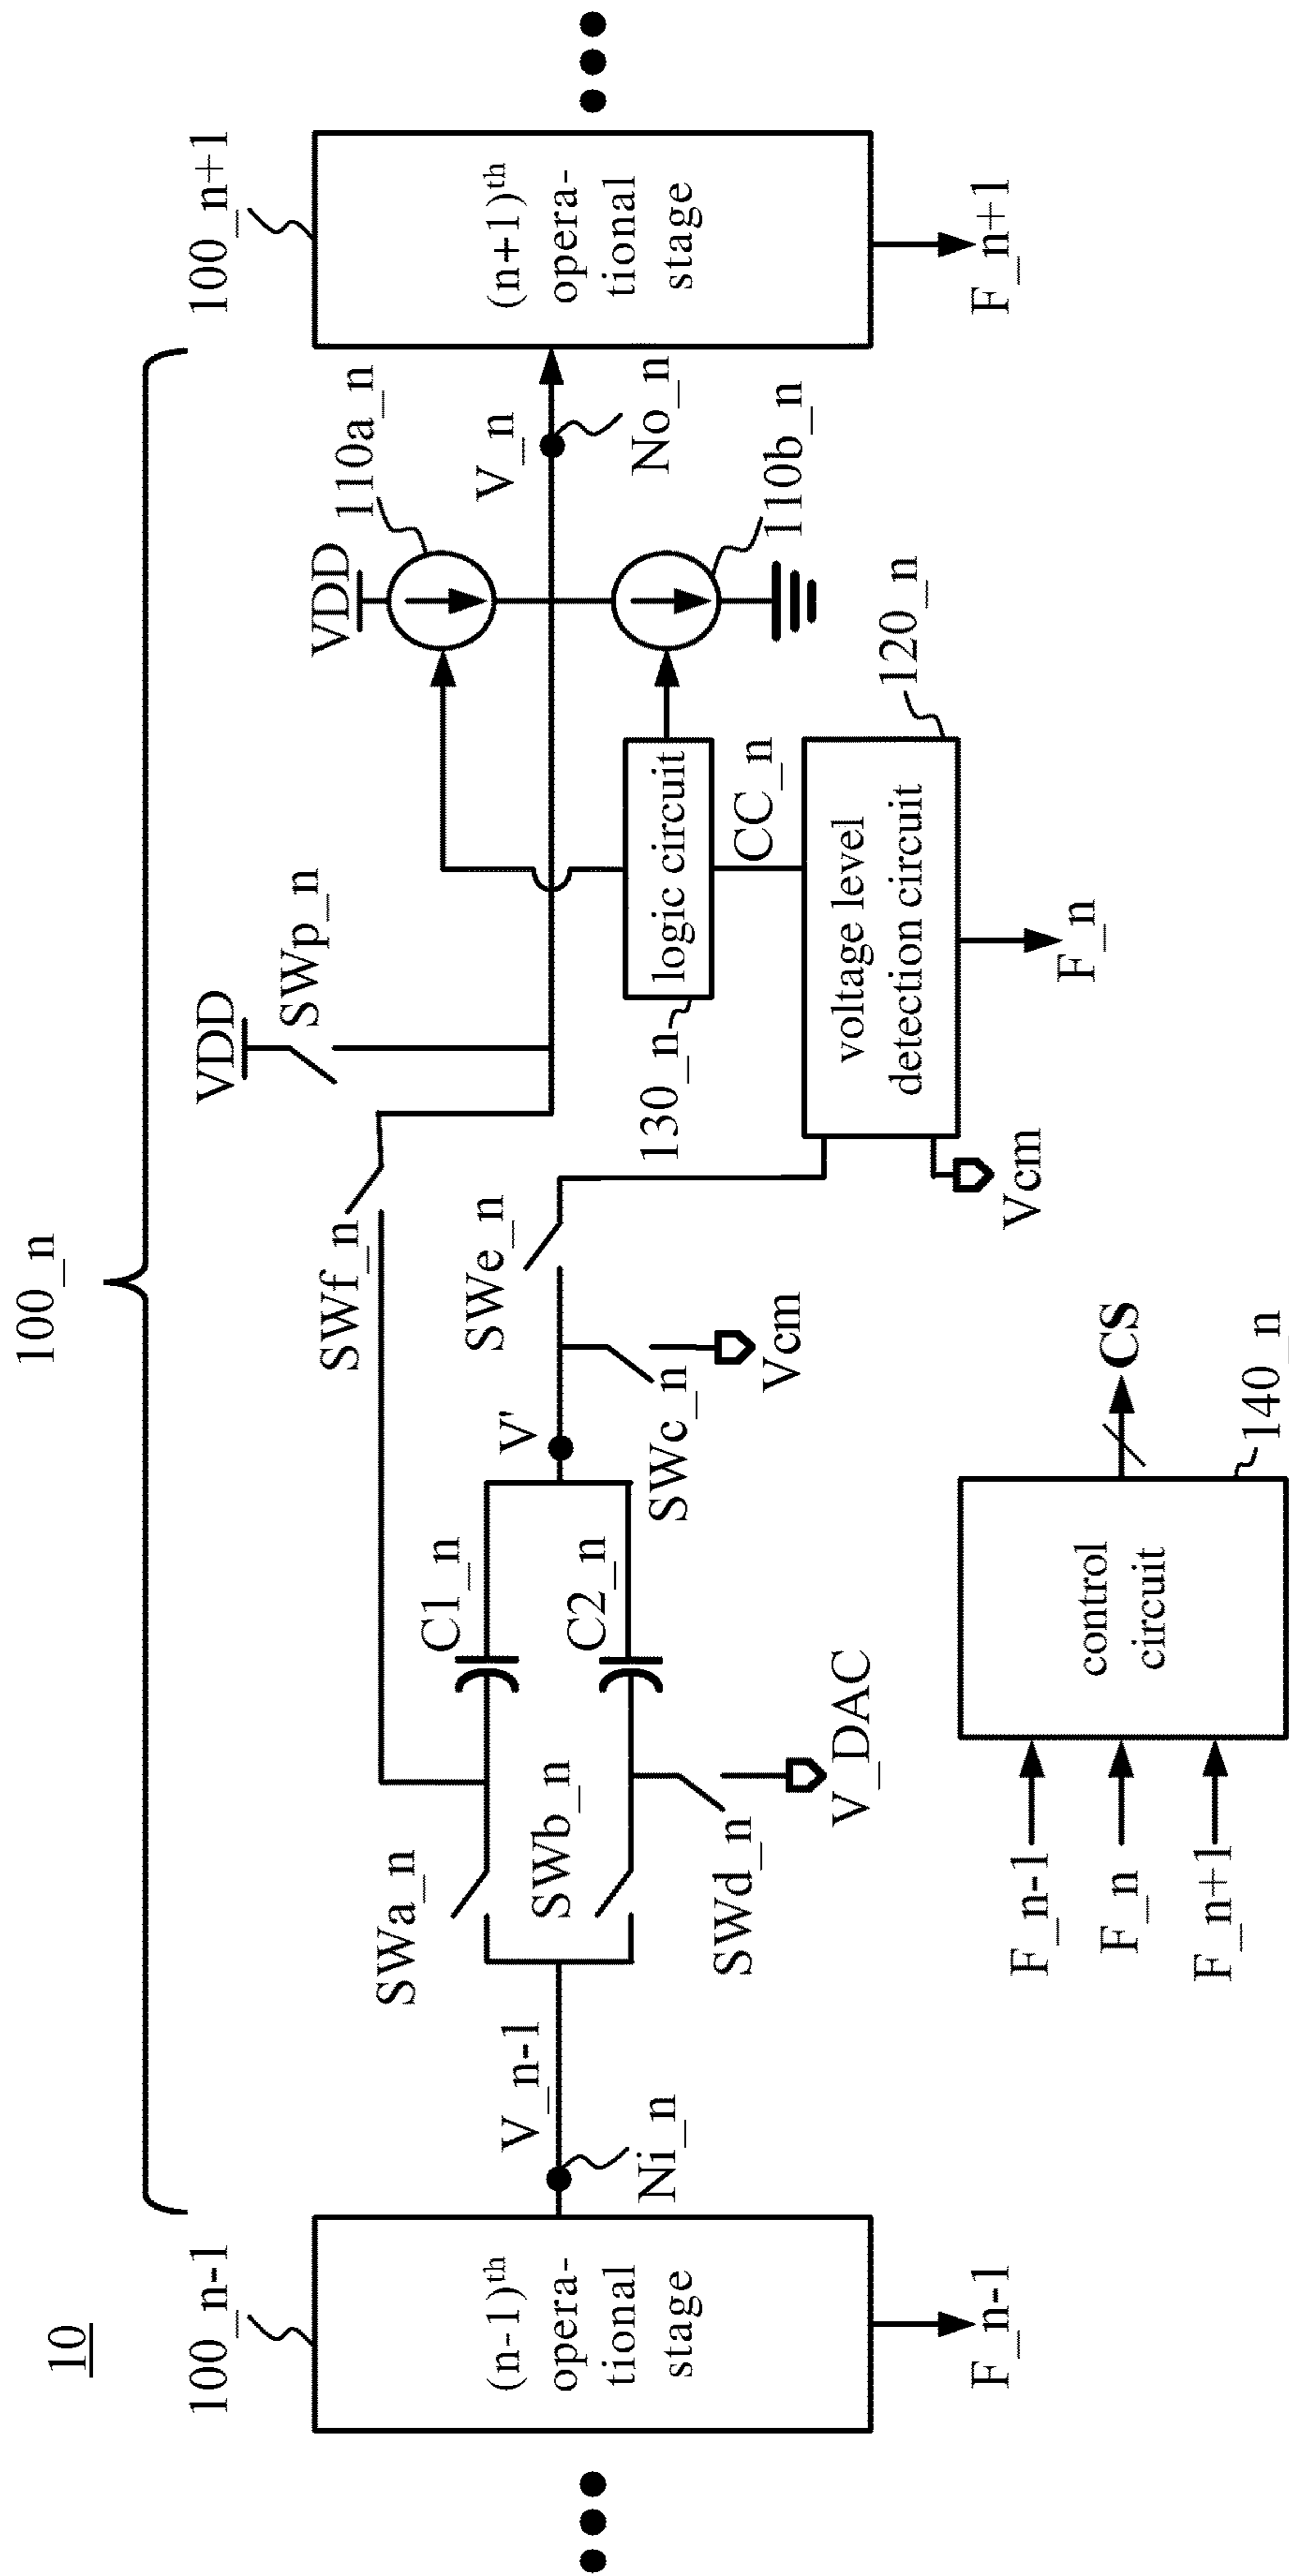 10
100_n
100_n-1
(n-1)th
opera-
tional
stage
F_n-1
Ni_n
V_n-1
SWa_n
SWb_n
SWd_n
V_DAC
C1_n
C2_n
V'
SWc_n
Vcm
SWe_n
SWf_n
VDD
SWp_n
130_n
logic circuit
CC_n
voltage level
detection circuit
120_n
Vcm
F_n
VDD
110a_n
110b_n
V_n
No_n
100_n+1
(n+1)th
opera-
tional
stage
F_n+1
F_n-1
F_n
F_n+1
control
circuit
CS
140_n